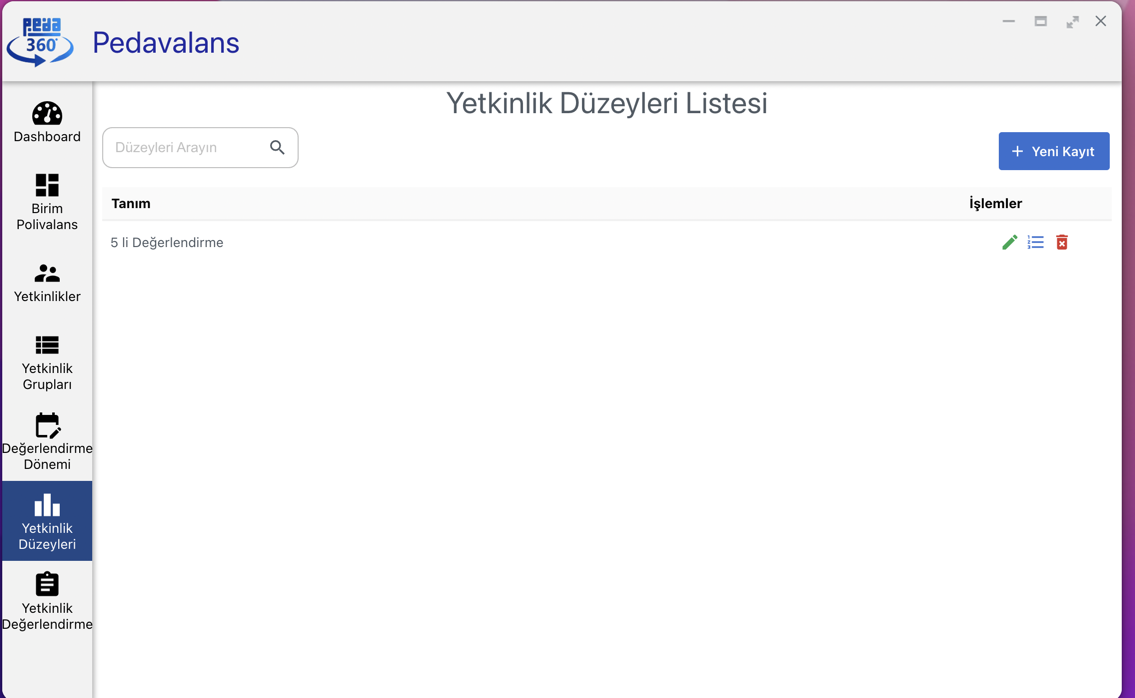 peda
360°
Pedavalans
Dashboard
Birim
Polivalans
Yetkinlikler
Yetkinlik
Grupları
Değerlendirme
Dönemi
Yetkinlik
Düzeyleri
Yetkinlik
Değerlendirme
Yetkinlik Düzeyleri Listesi
Düzeyleri Arayın
+ Yeni Kayıt
Tanım İşlemler
5 li Değerlendirme